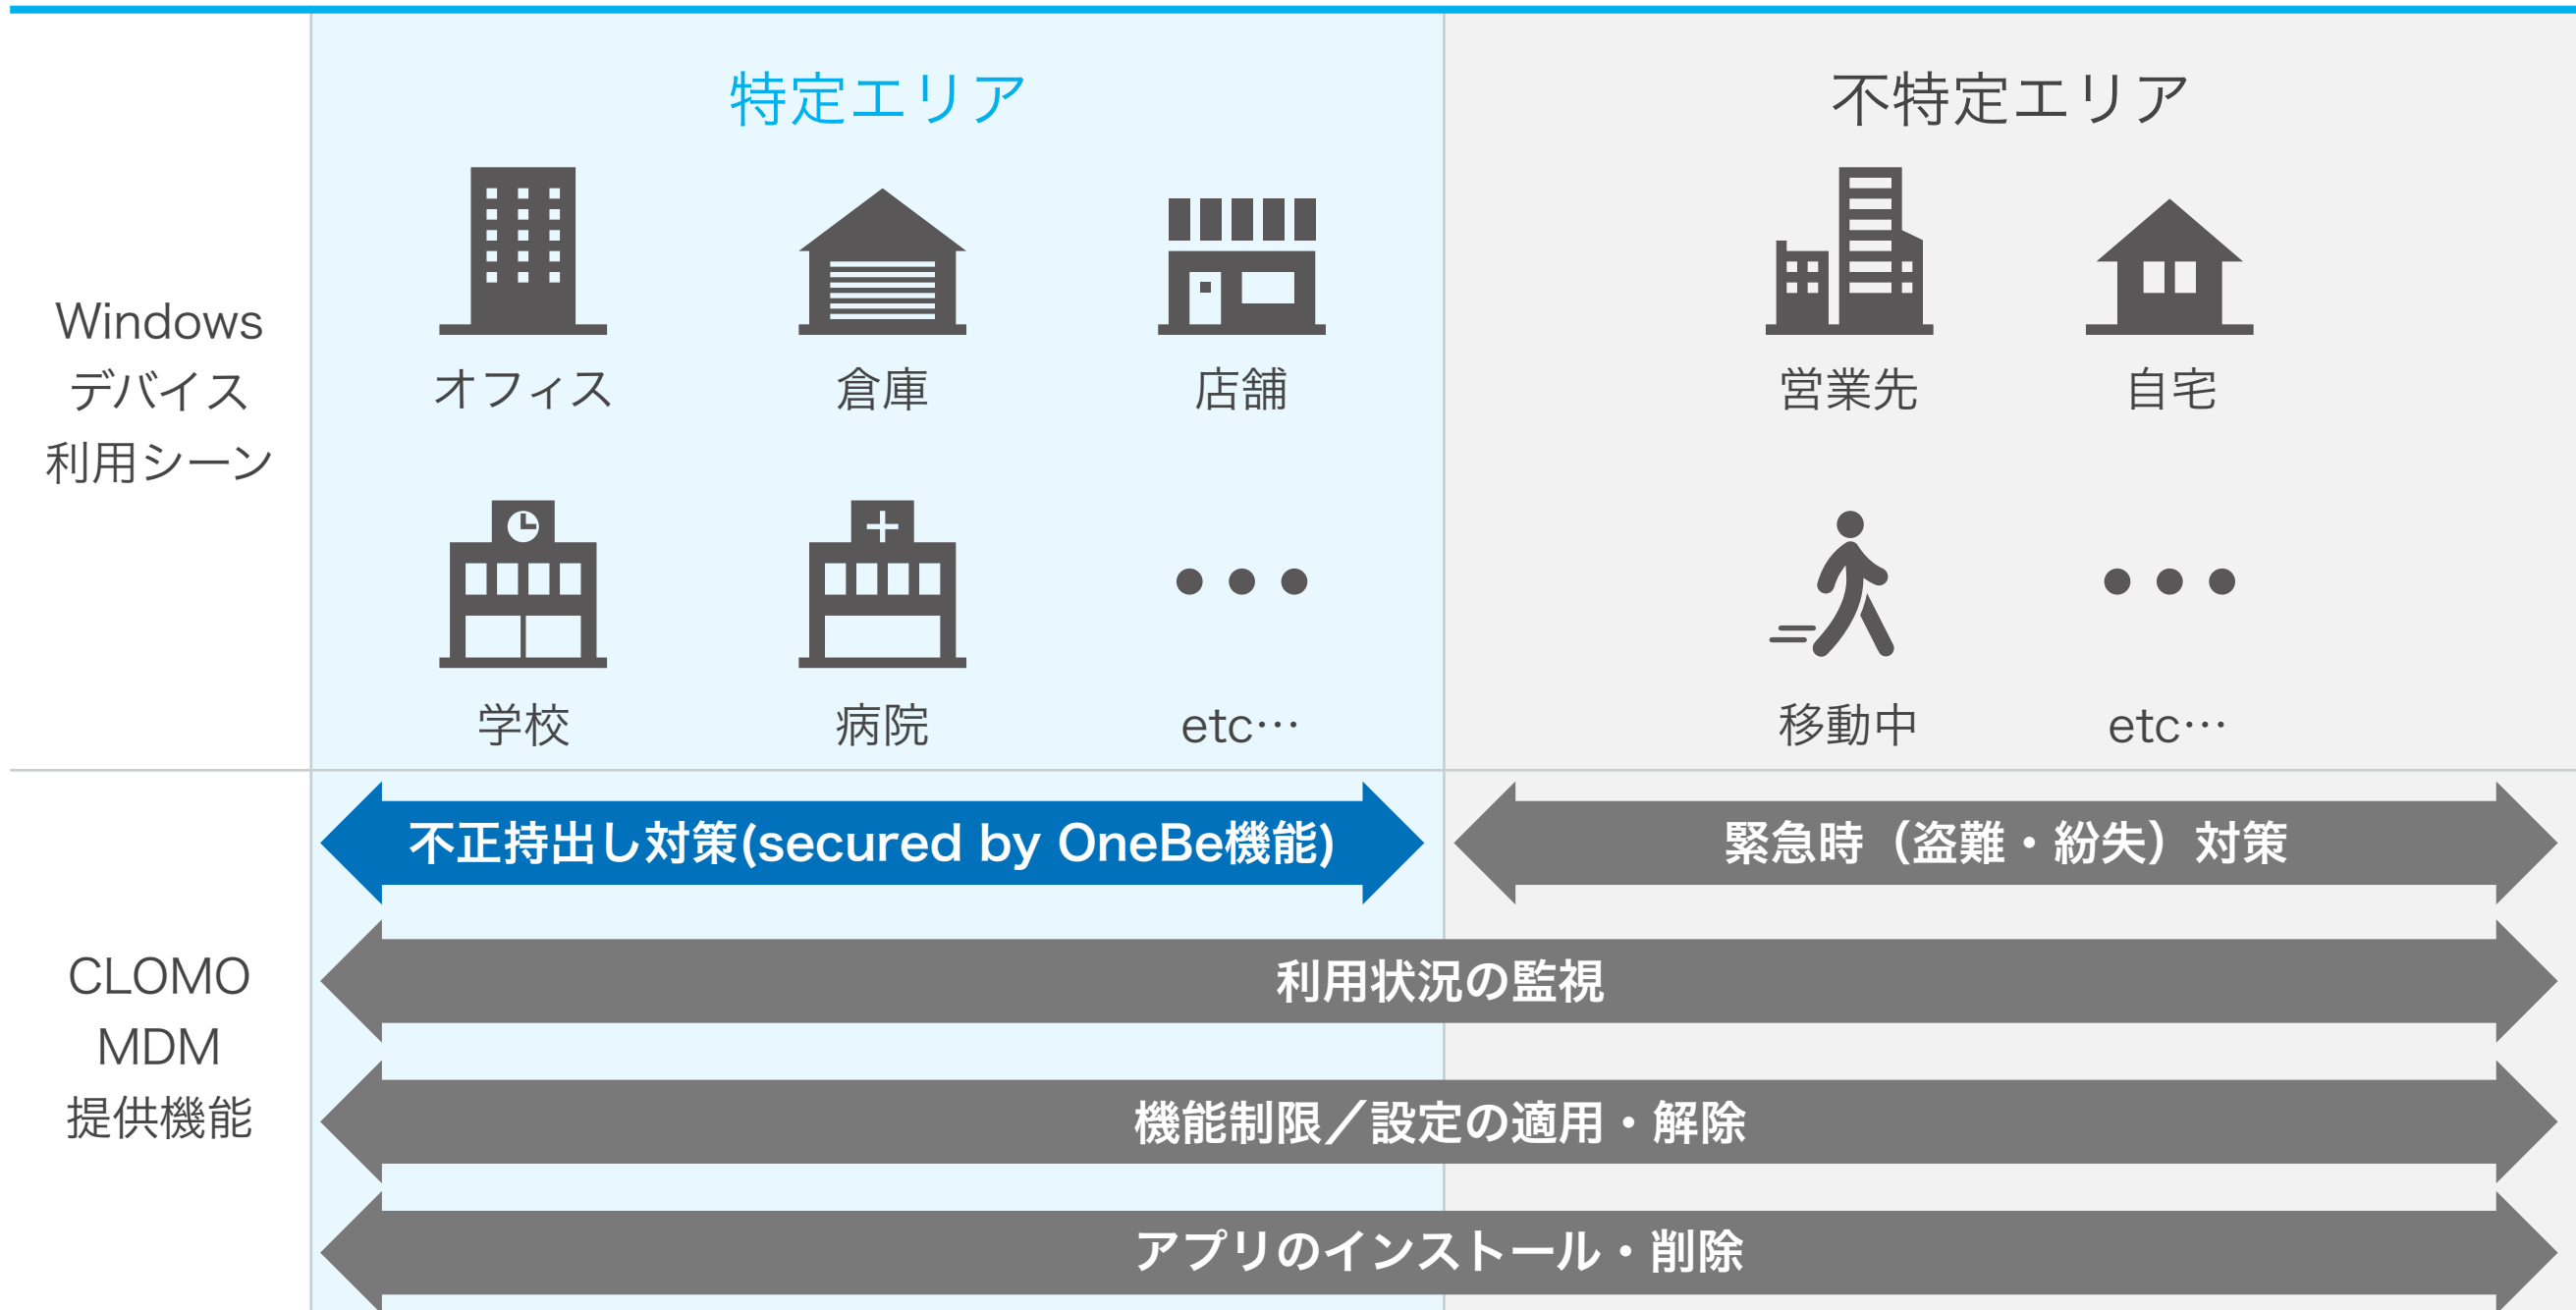 特定エリア
不特定エリア
Windows
デバイス
利用シーン
オフィス
倉庫
店舗
営業先
自宅
学校
病院
etc…
移動中
etc…
CLOMO
MDM
提供機能
不正持出し対策(secured by OneBe機能)
緊急時（盗難・紛失）対策
利用状況の監視
機能制限／設定の適用・解除
アプリのインストール・削除